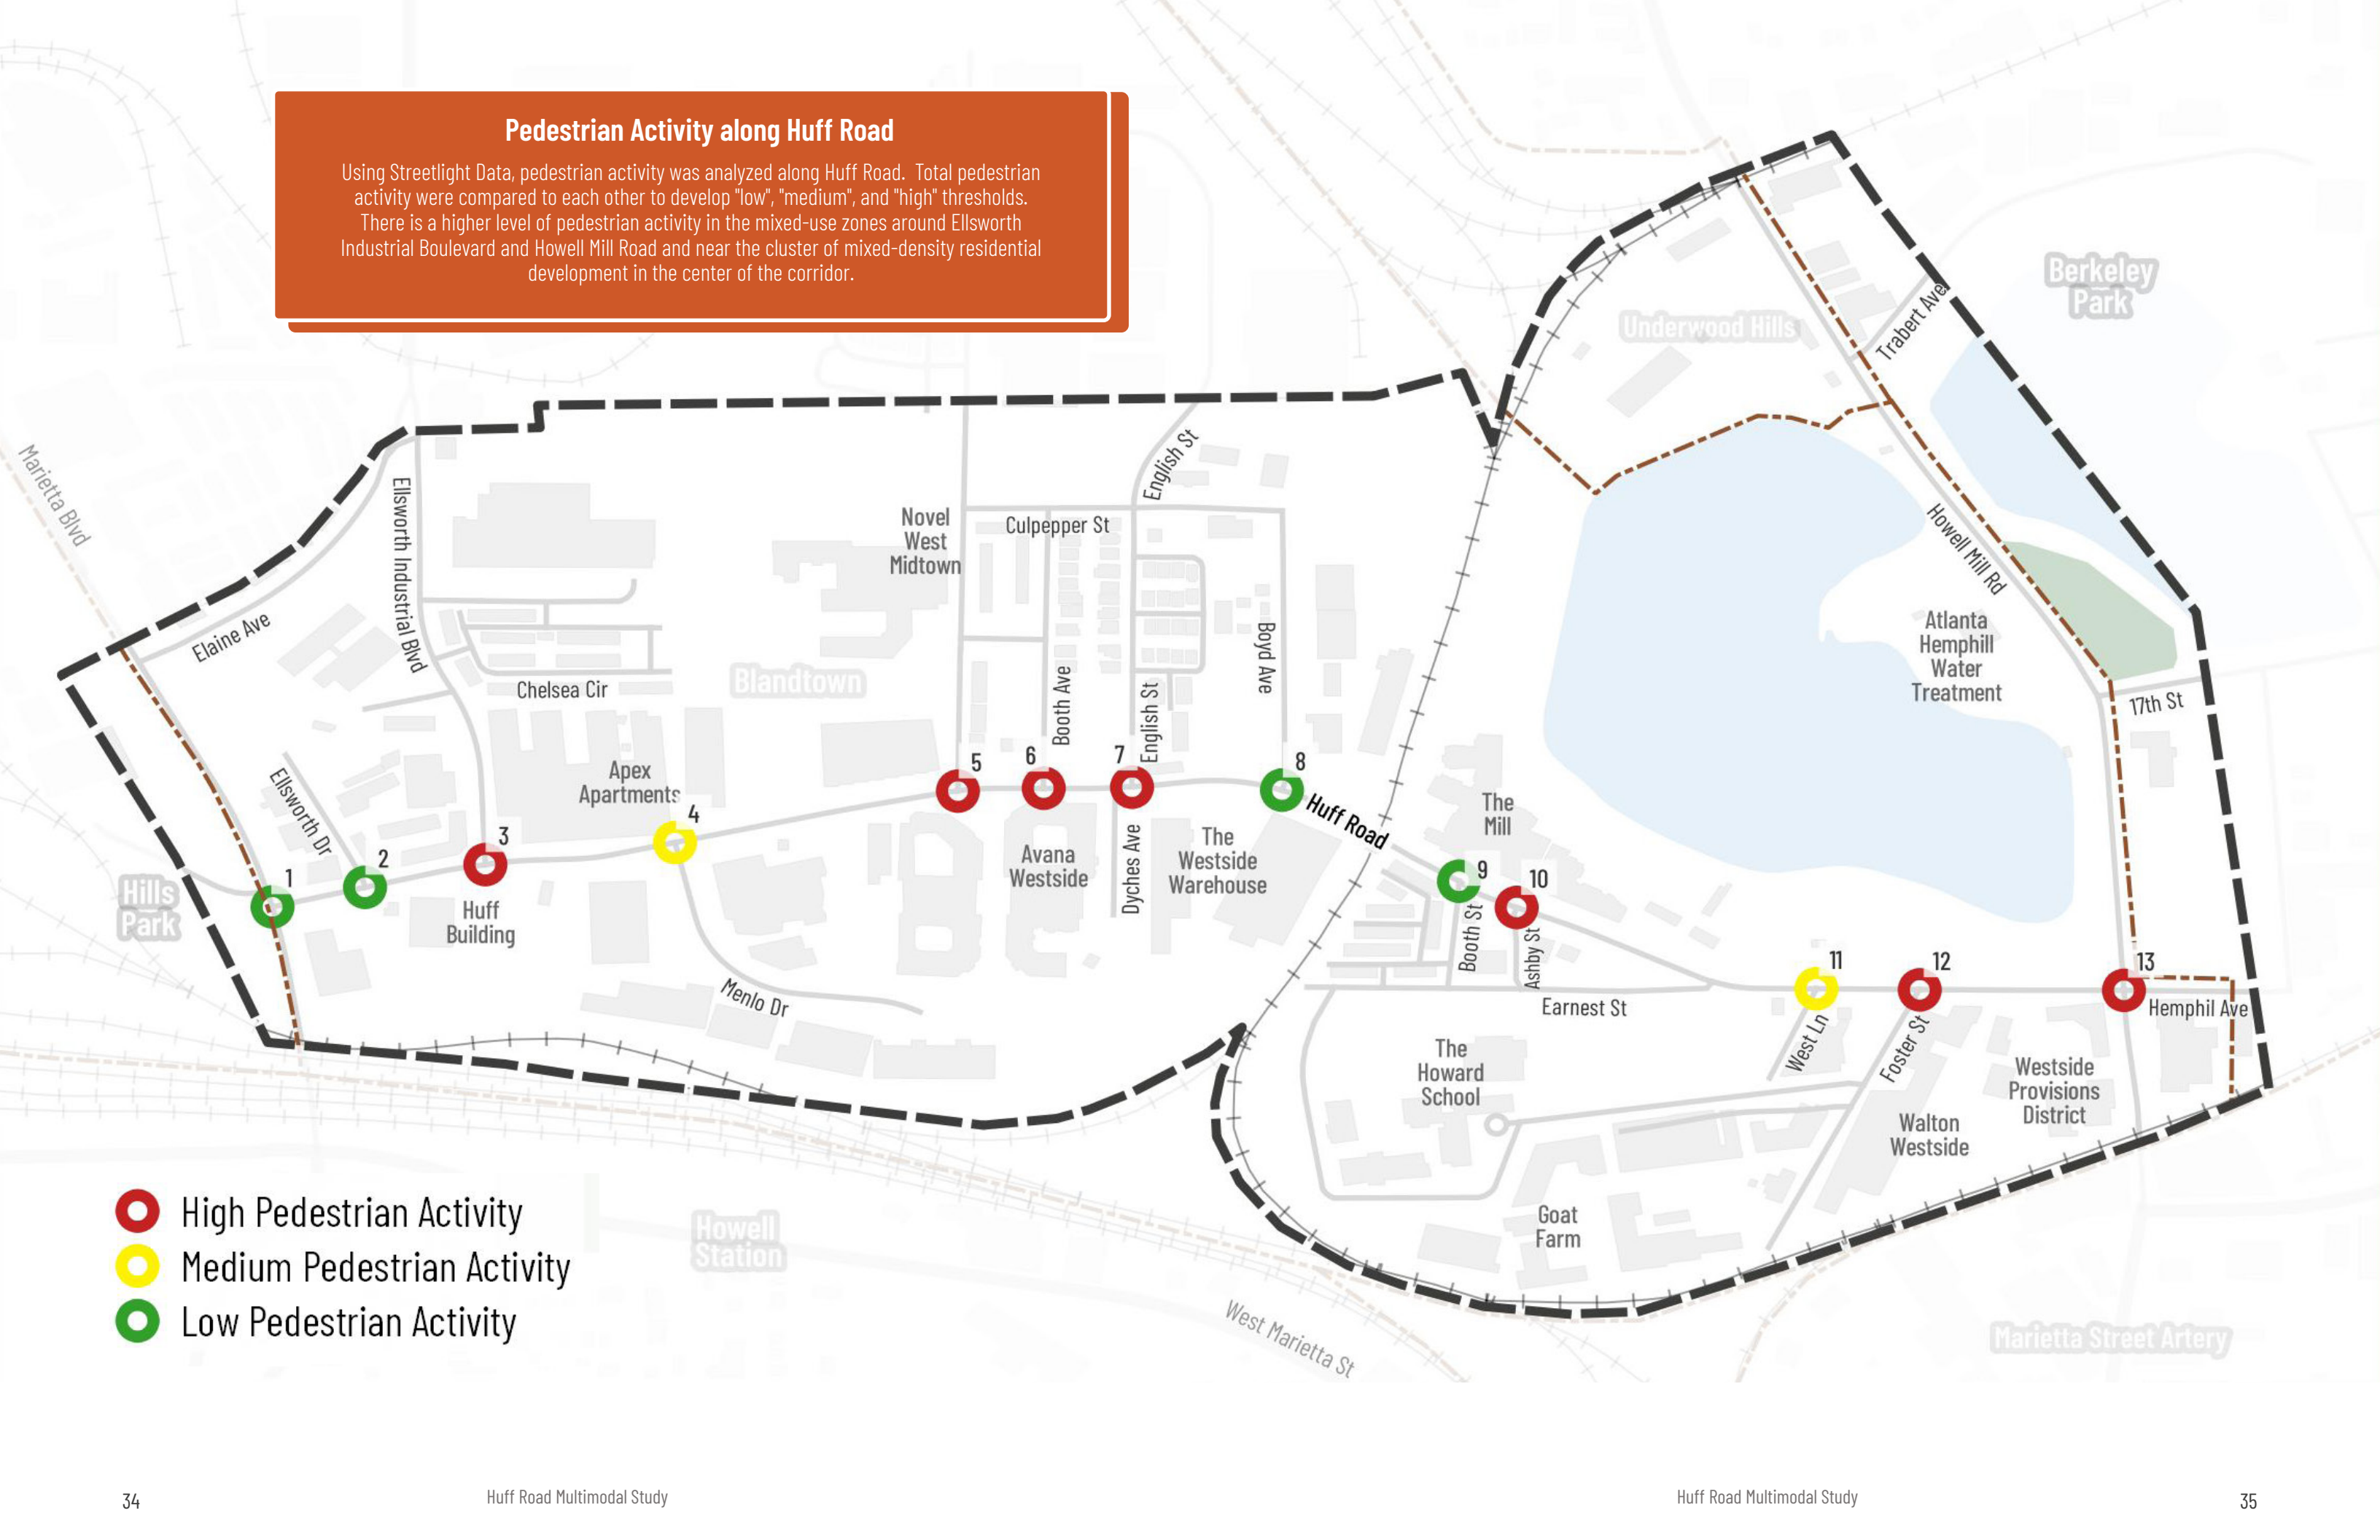 Pedestrian Activity along Huff Road
Using Streetlight Data, pedestrian activity was analyzed along Huff Road. Total pedestrian
activity were compared to each other to develop "low", "medium", and "high" thresholds.
There is a higher level of pedestrian activity in the mixed-use zones around Ellsworth
Industrial Boulevard and Howell Mill Road and near the cluster of mixed-density residential
development in the center of the corridor.
Berkeley
Park
Underwood Hills
Trabert Ave
Marietta Blvd
Ellsworth Industrial Blvd
English St
Novel
West
Midtown
Culpepper St
Howell Mill Rd
Elaine Ave
Boyd Ave
Atlanta
Hemphill
Water
Treatment
Blandtown
Chelsea Cir
Booth Ave
English St
17th St
Ellsworth Dr
Apex
Apartments
5
6
7
8
Huff Road
The
Mill
4
3
2
1
Hills
Park
Huff
Building
Avana
Westside
Dyches Ave
The
Westside
Warehouse
9
10
Booth St
Ashby St
11
12
13
Menlo Dr
Earnest St
Hemphil Ave
West Ln
Foster St
The
Howard
School
Westside
Provisions
District
Walton
Westside
Goat
Farm
High Pedestrian Activity
Medium Pedestrian Activity
Low Pedestrian Activity
Howell
Station
West Marietta St
Marietta Street Artery
34
Huff Road Multimodal Study
Huff Road Multimodal Study
35